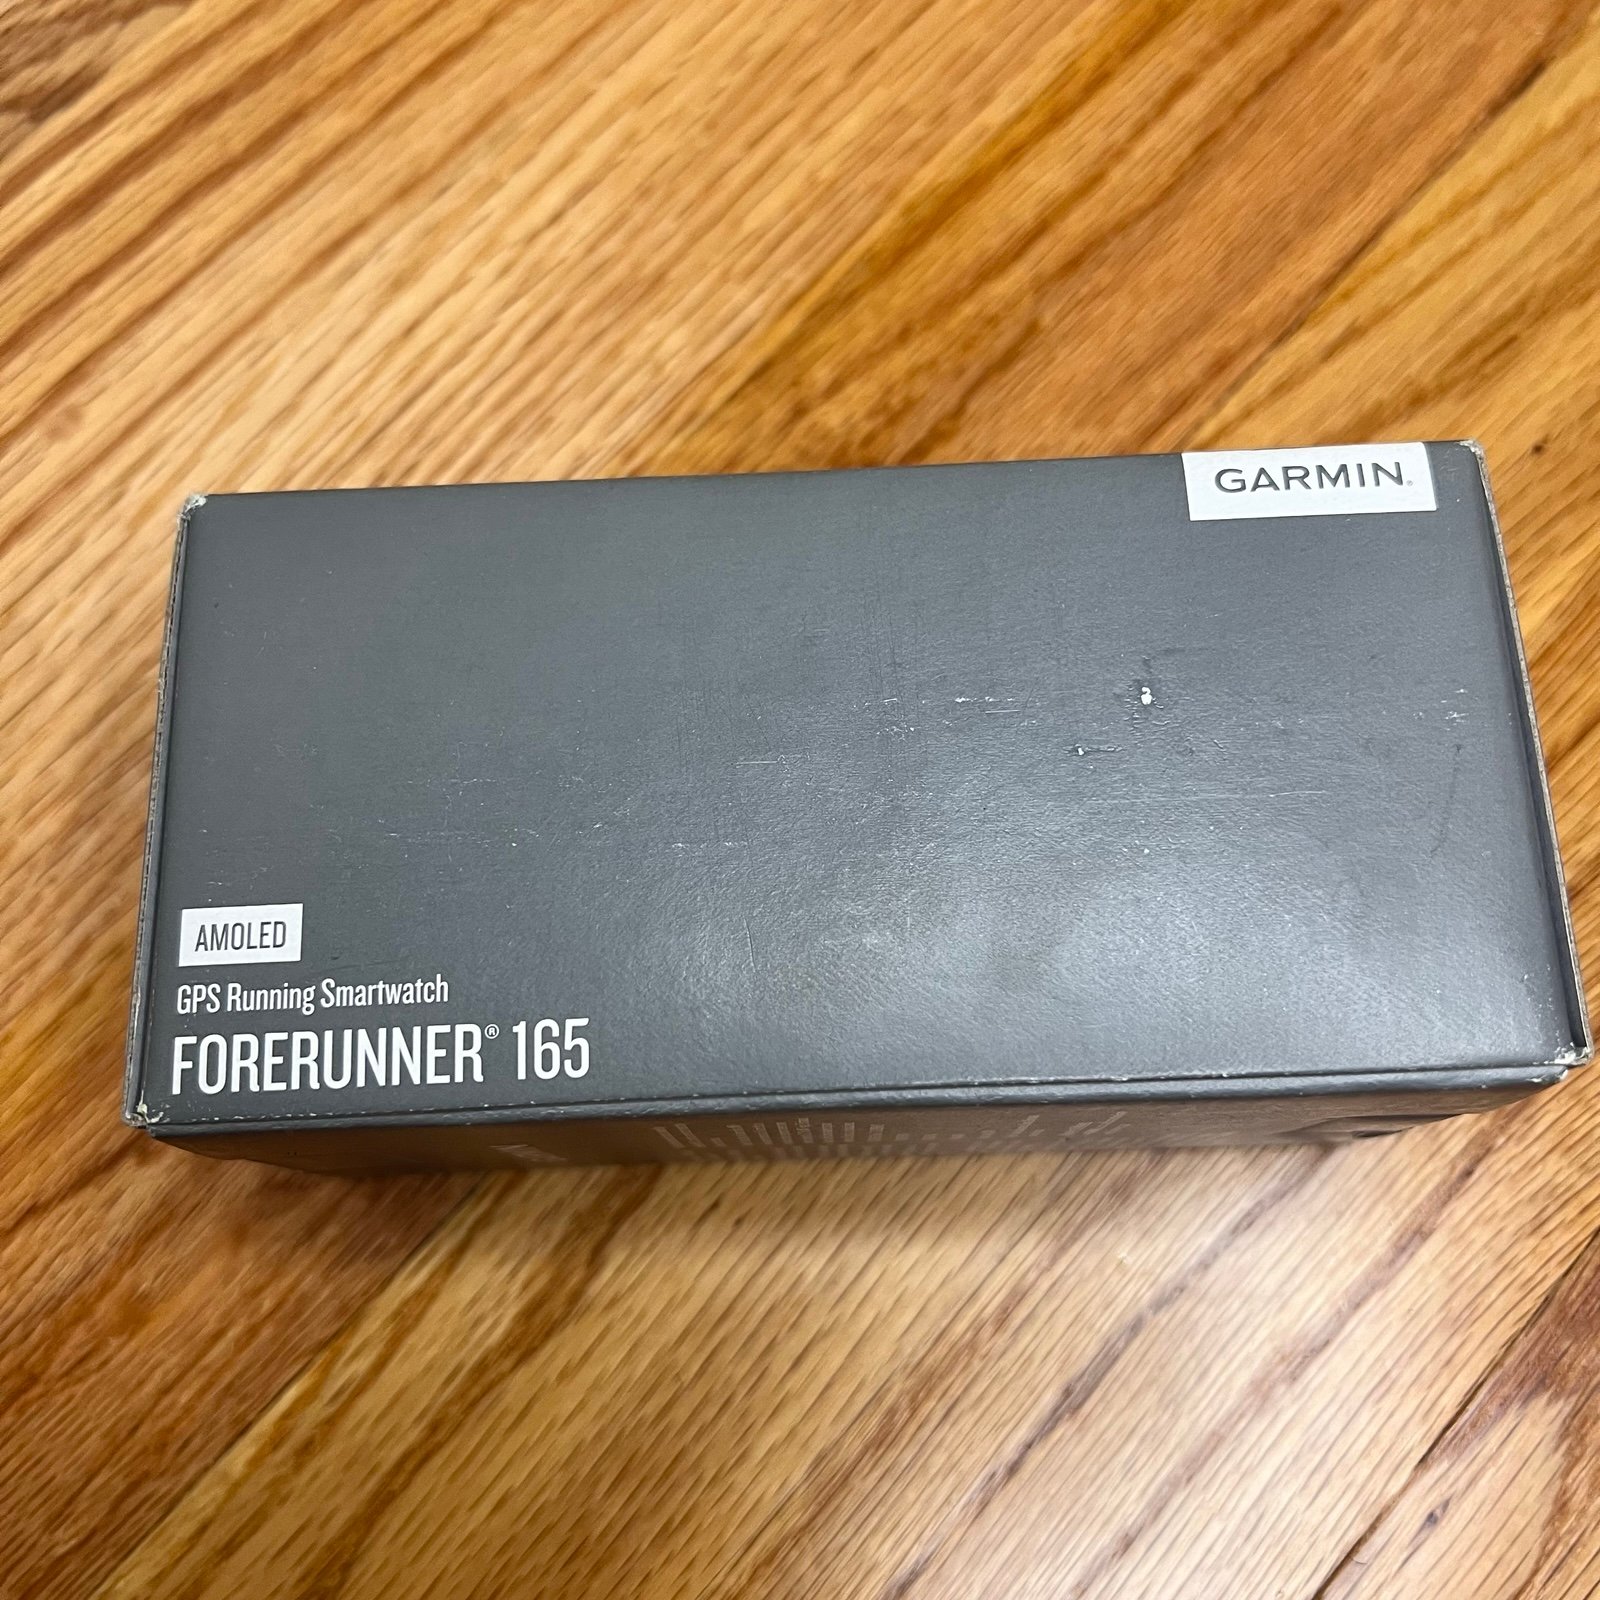 GARMIN®
AMOLED
GPS Running Smartwatch
FORERUNNER® 165